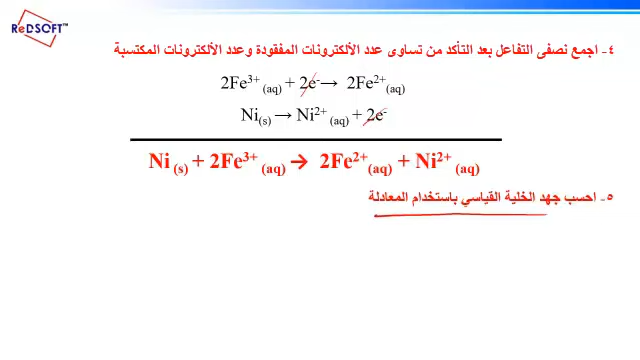 ReDSOFT™
٤- اجمع نصفى التفاعل بعد التأكد من تساوى عدد الألكترونات المفقودة وعدد الألكترونات المكتسبة
2Fe³⁺ (aq) + 2e⁻ → 2Fe²⁺ (aq)
Ni(s) → Ni²⁺ (aq) + 2e⁻
Ni (s) + 2Fe³⁺ (aq) → 2Fe²⁺ (aq) + Ni²⁺ (aq)
٥- احسب جهد الخلية القياسي باستخدام المعادلة